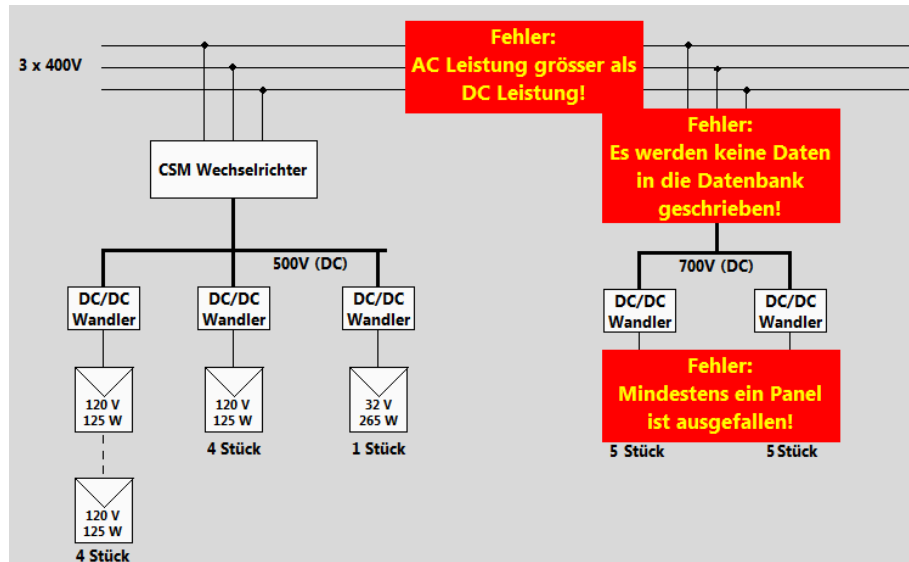 Fehler:
AC Leistung grösser als
DC Leistung!
3 x 400V
Fehler:
Es werden keine Daten
in die Datenbank
geschrieben!
CSM Wechselrichter
500V (DC)
700V (DC)
DC/DC
Wandler
DC/DC
Wandler
DC/DC
Wandler
DC/DC
Wandler
DC/DC
Wandler
120 V
125 W
120 V
125 W
32 V
265 W
Fehler:
Mindestens ein Panel
ist ausgefallen!
4 Stück
1 Stück
5 Stück
5 Stück
120 V
125 W
4 Stück